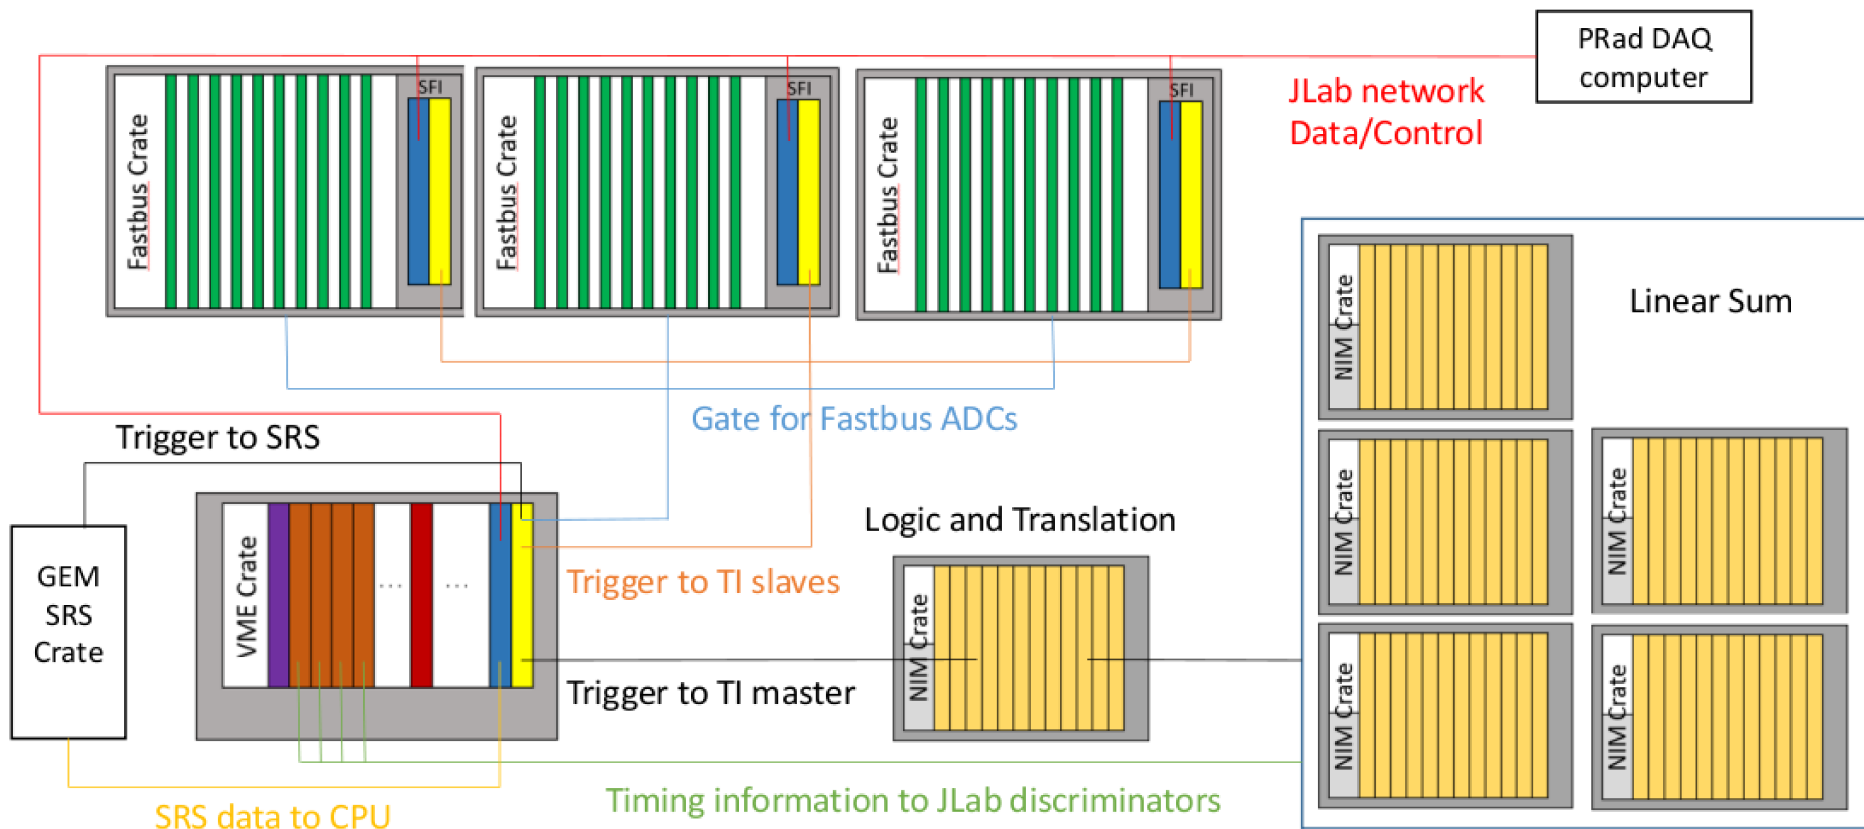 PRad DAQ
computer
JLab network
Data/Control
SFI
SFI
SFI
Fastbus Crate
Fastbus Crate
Fastbus Crate
Linear Sum
NIM Crate
Gate for Fastbus ADCs
Trigger to SRS
NIM Crate
NIM Crate
Logic and Translation
GEM
SRS
Crate
VME Crate
...
...
Trigger to TI slaves
NIM Crate
Trigger to TI master
NIM Crate
NIM Crate
SRS data to CPU
Timing information to JLab discriminators